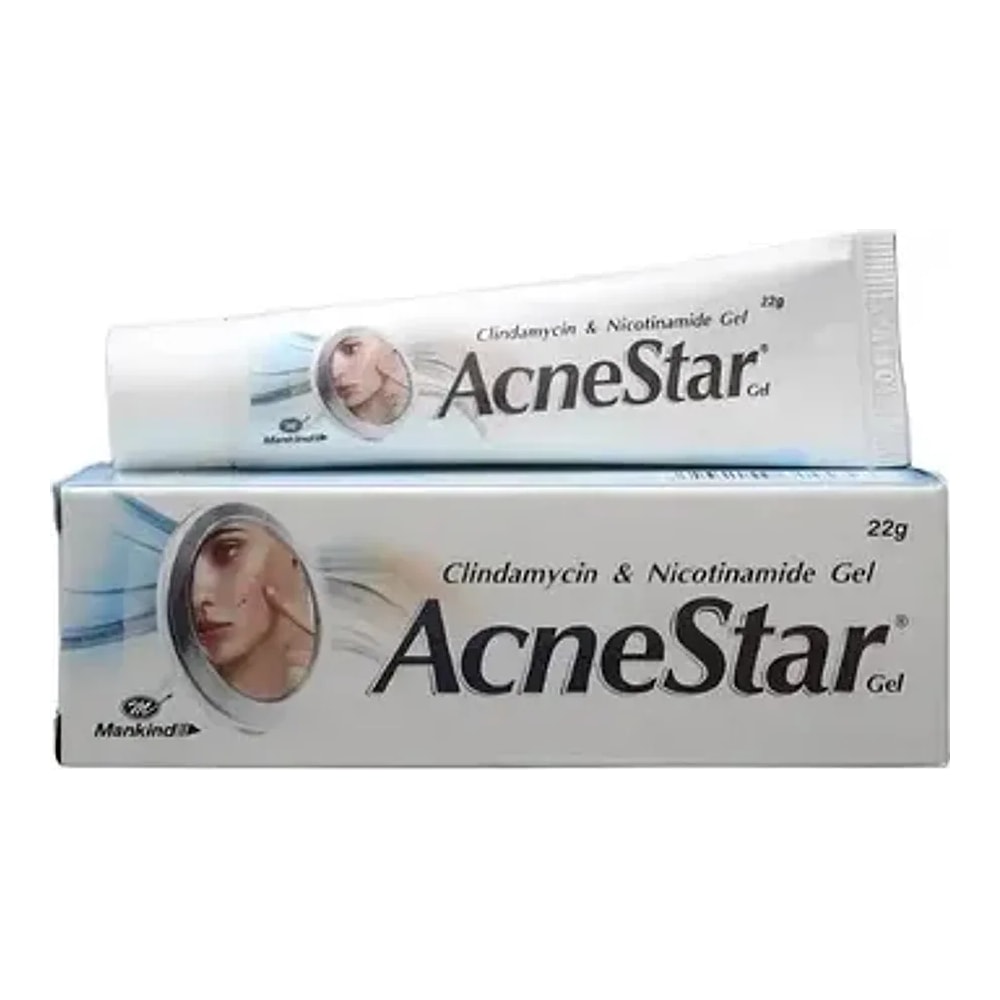 Clindamycin & Nicotinamide Gel 22g
AcneStar® Gel
Mankind
22g
Clindamycin & Nicotinamide Gel
AcneStar® Gel
M
Mankind